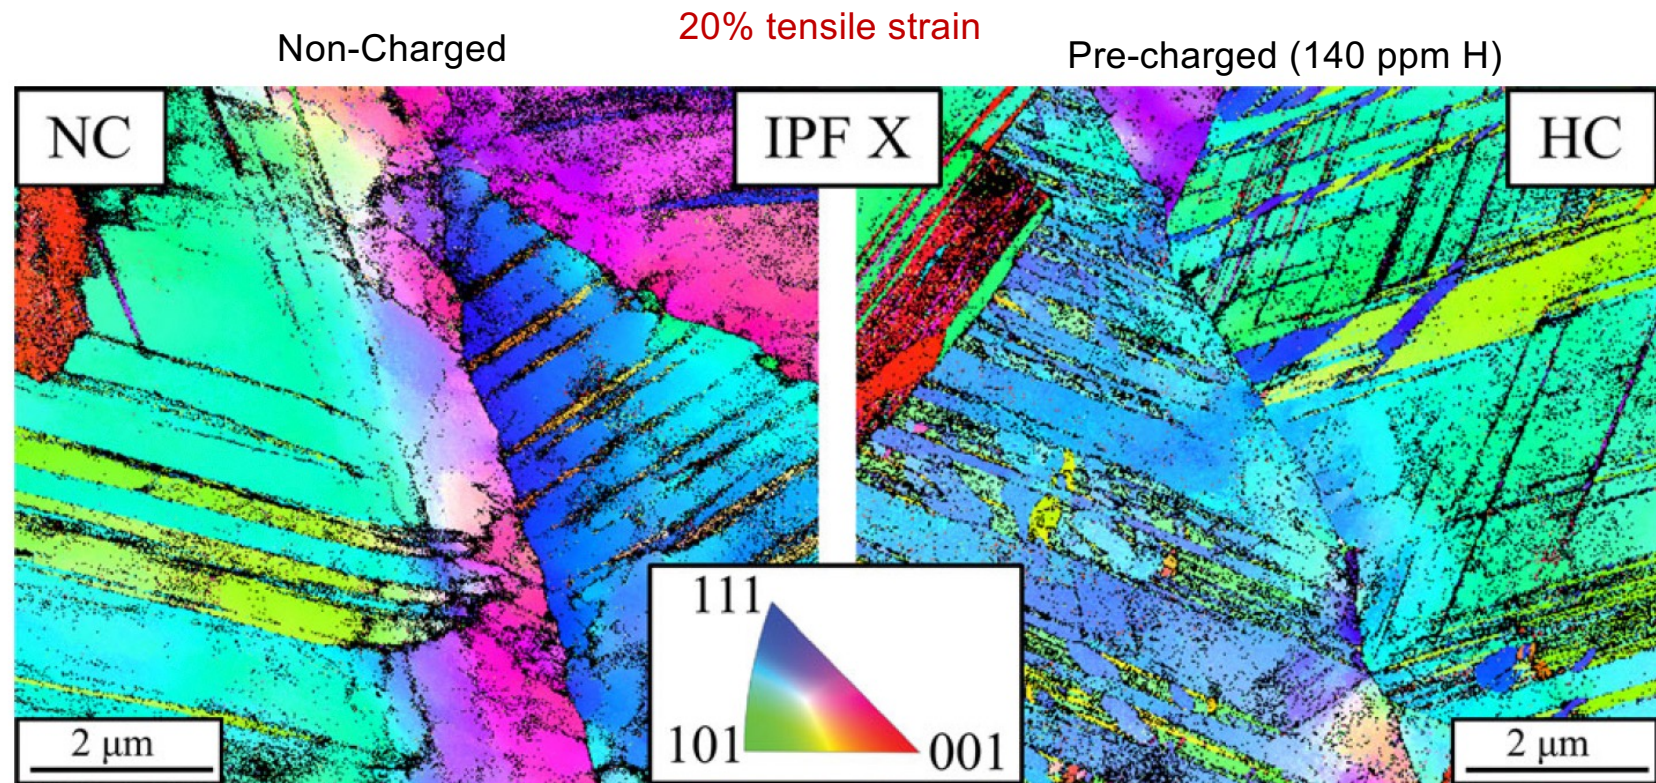 20% tensile strain
Non-Charged
Pre-charged (140 ppm H)
NC
IPF X
HC
111
101
001
2 μm
2 μm